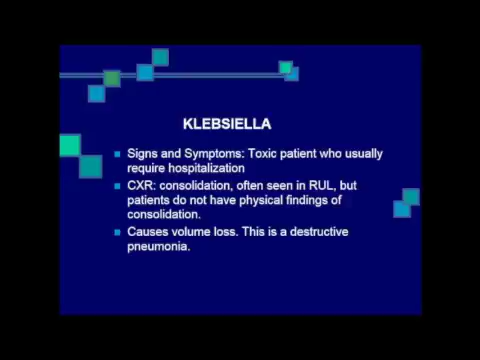 KLEBSIELLA
Signs and Symptoms: Toxic patient who usually
require hospitalization
CXR: consolidation, often seen in RUL, but
patients do not have physical findings of
consolidation.
Causes volume loss. This is a destructive
pneumonia.